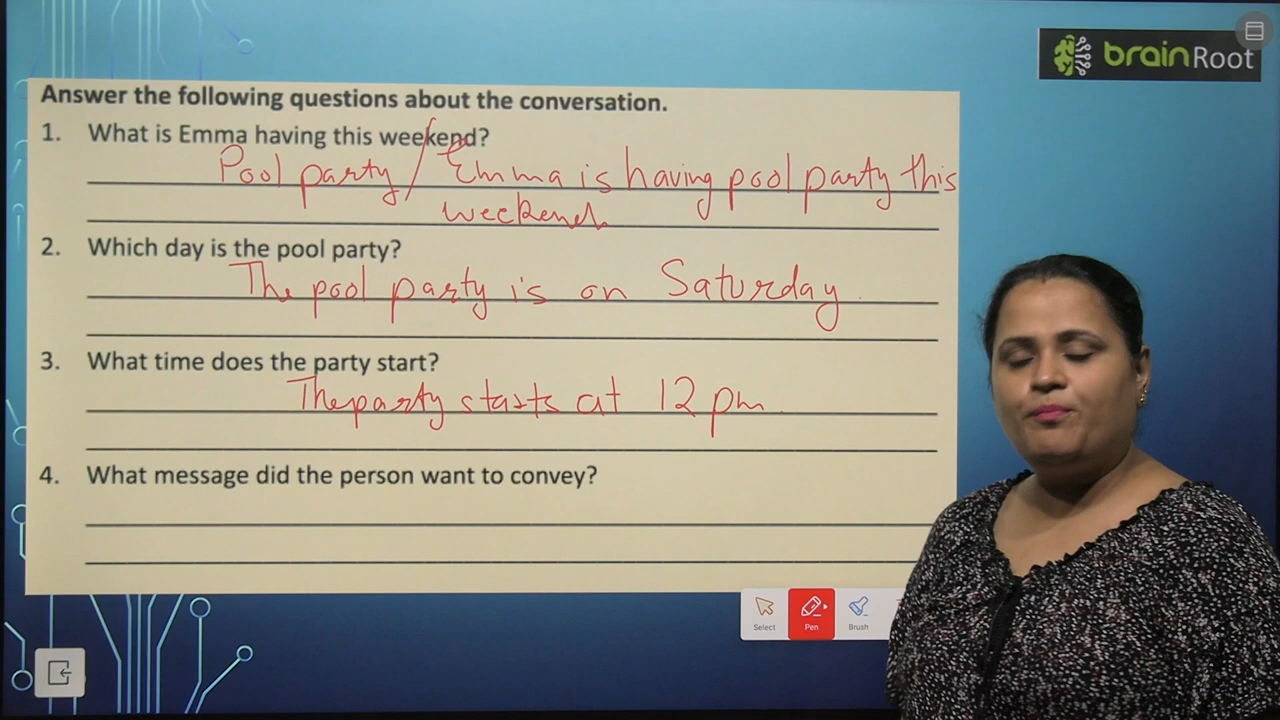 brainRoot
Answer the following questions about the conversation.
1. What is Emma having this weekend?
Pool party / Emma is having pool party this
weekend
2. Which day is the pool party?
The pool party is on Saturday.
3. What time does the party start?
The party starts at 12 pm.
4. What message did the person want to convey?
Select Pen Brush